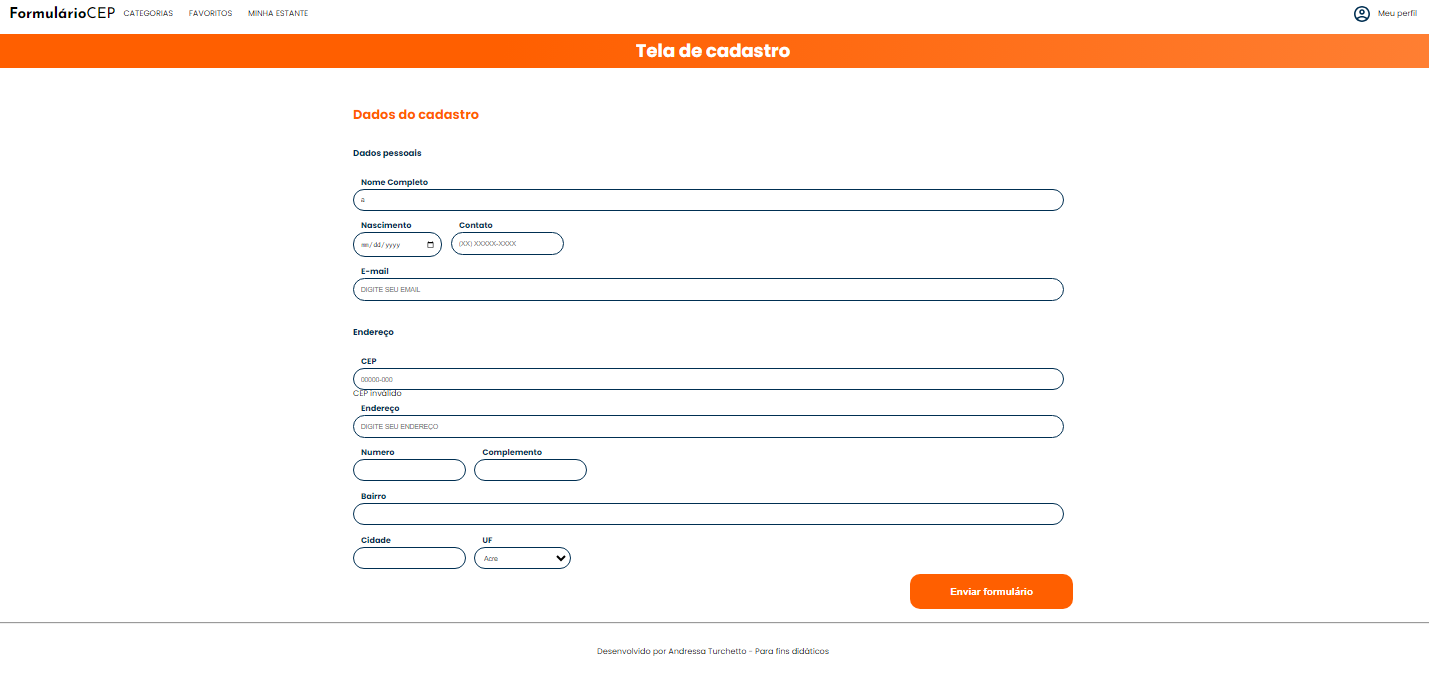 FormulárioCEP CATEGORIAS FAVORITOS MINHA ESTANTE Meu perfil
Tela de cadastro
Dados do cadastro
Dados pessoais
Nome Completo
a
Nascimento Contato
mm/dd/yyyy (XX) XXXXX-XXXX
E-mail
DIGITE SEU EMAIL
Endereço
CEP
00000-000
CEP Inválido
Endereço
DIGITE SEU ENDEREÇO
Numero Complemento
Bairro
Cidade UF
Acre
Enviar formulário
Desenvolvido por Andressa Turchetto - Para fins didáticos